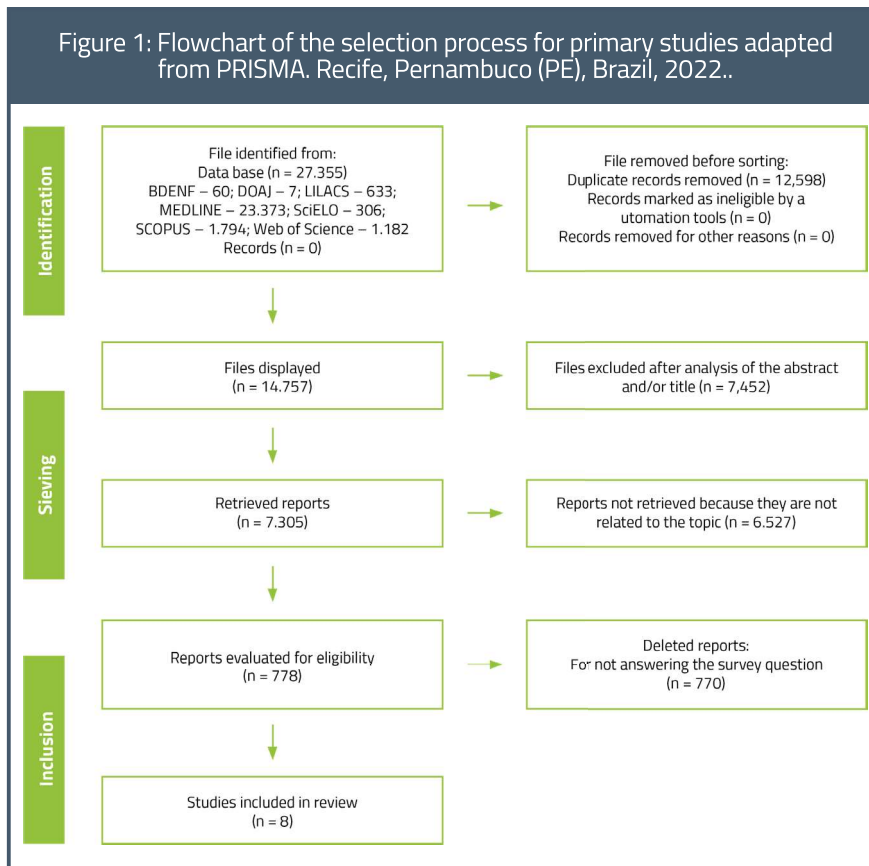 Figure 1: Flowchart of the selection process for primary studies adapted
from PRISMA. Recife, Pernambuco (PE), Brazil, 2022..
Identification
File identified from:
Data base (n = 27.355)
BDENF – 60; DOAJ – 7; LILACS – 633;
MEDLINE – 23.373; SciELO – 306;
SCOPUS – 1.794; Web of Science – 1.182
Records (n = 0)
File removed before sorting:
Duplicate records removed (n = 12,598)
Records marked as ineligible by a
utomation tools (n = 0)
Records removed for other reasons (n = 0)
Sieving
Files displayed
(n = 14.757)
Files excluded after analysis of the abstract
and/or title (n = 7,452)
Retrieved reports
(n = 7.305)
Reports not retrieved because they are not
related to the topic (n = 6.527)
Inclusion
Reports evaluated for eligibility
(n = 778)
Deleted reports:
For not answering the survey question
(n = 770)
Studies included in review
(n = 8)